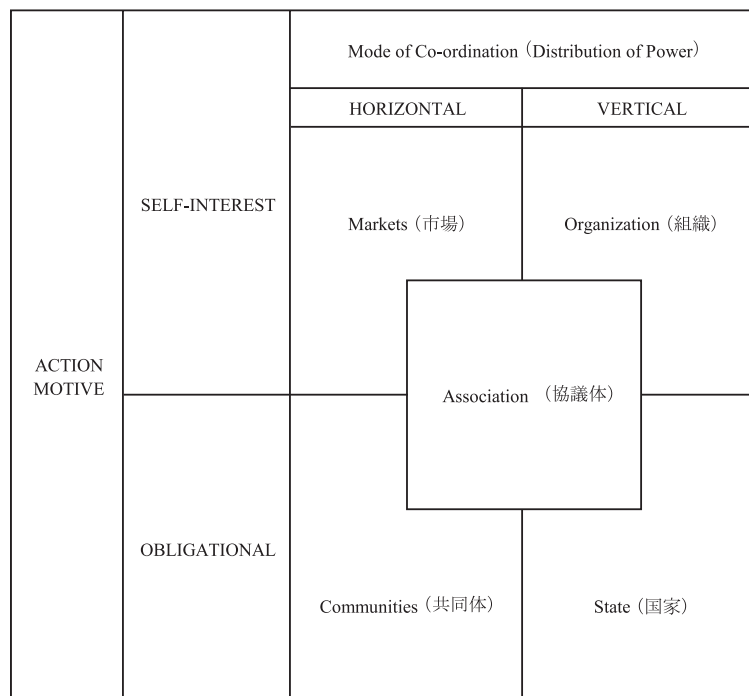 Mode of Co-ordination（Distribution of Power）
HORIZONTAL
VERTICAL
SELF-INTEREST
Markets（市場）
Organization（組織）
ACTION
MOTIVE
Association （協議体）
OBLIGATIONAL
Communities（共同体）
State（国家）